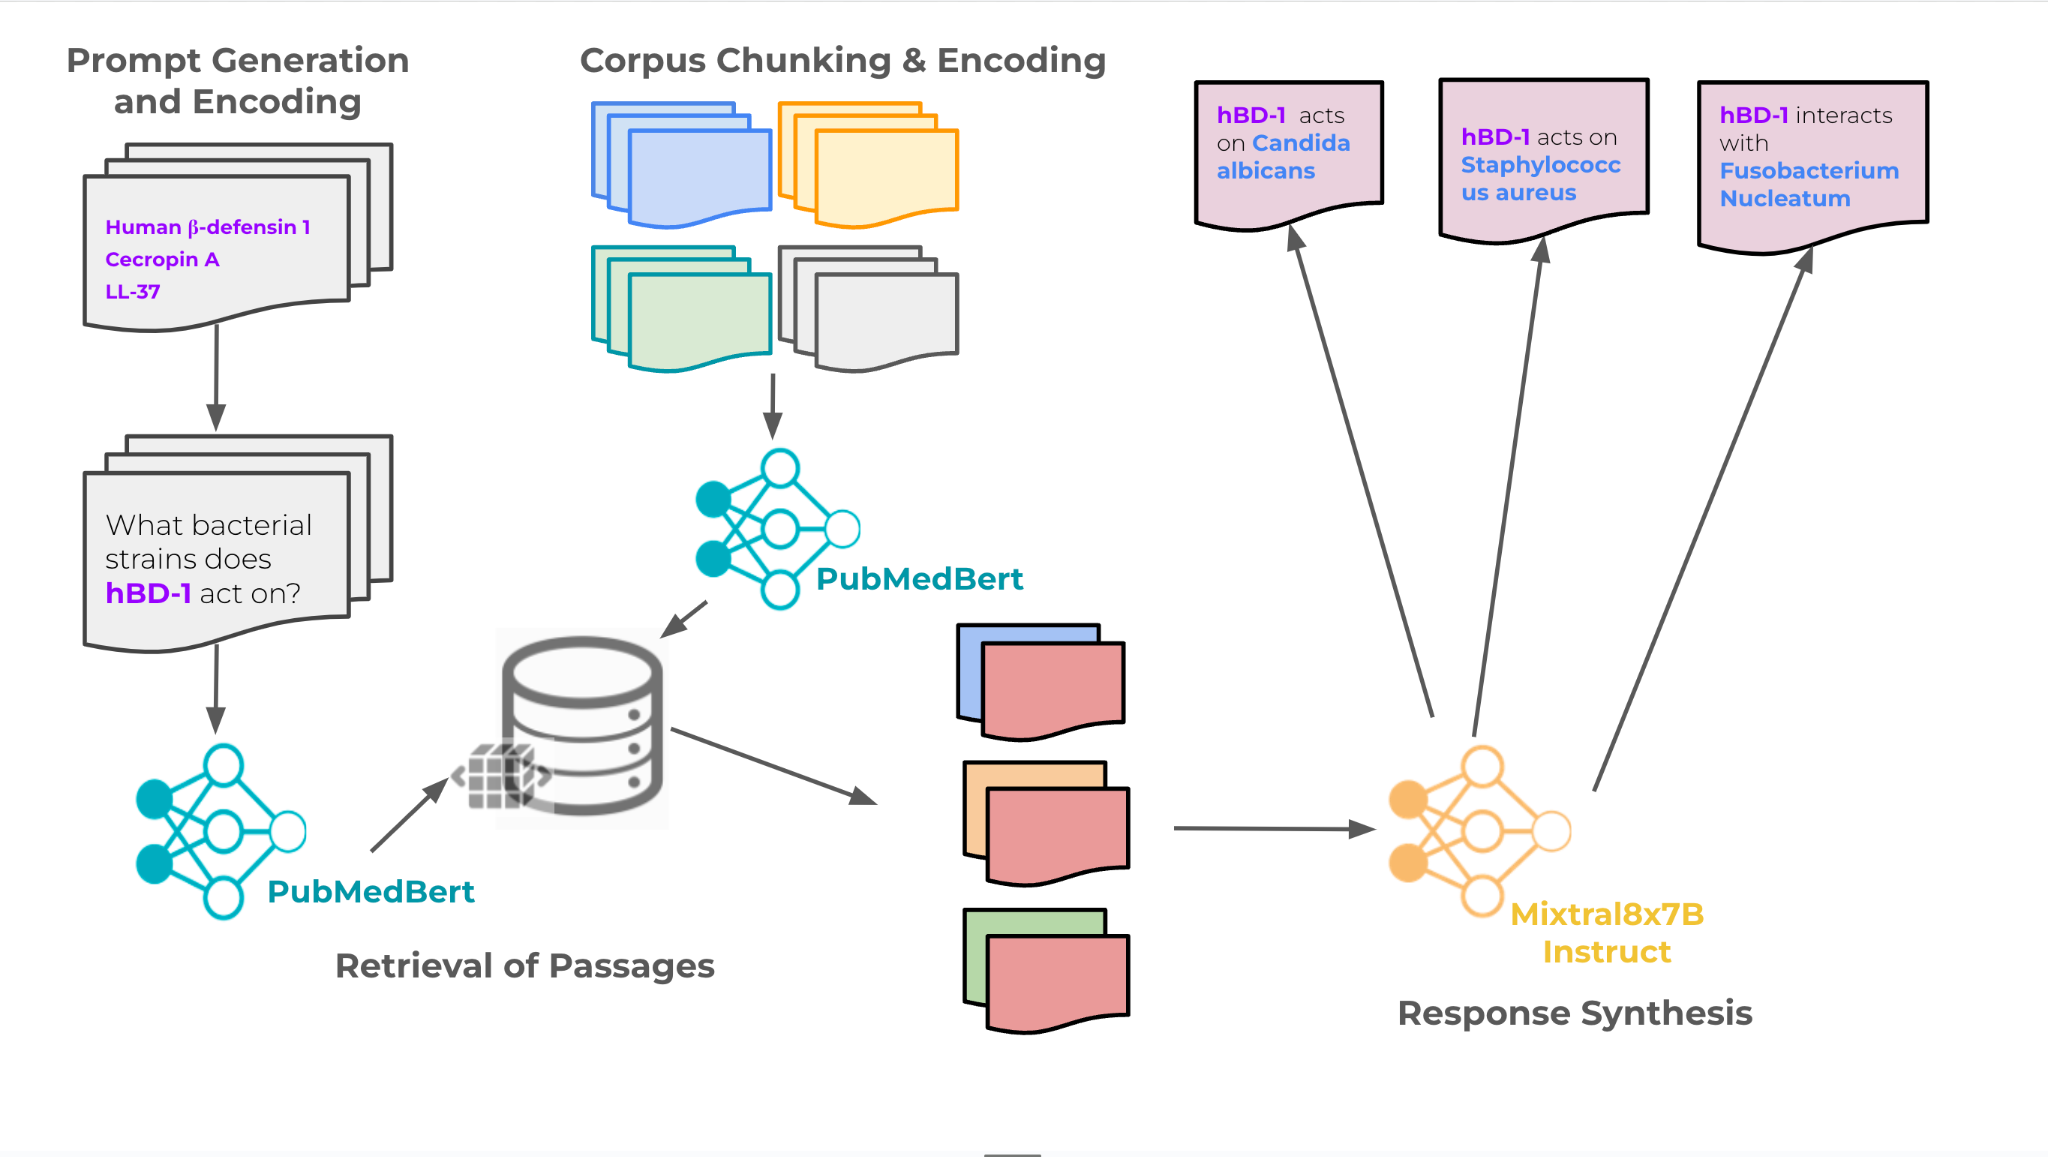 Prompt Generation
and Encoding
Human β-defensin 1
Cecropin A
LL-37
What bacterial
strains does
hBD-1 act on?
PubMedBert
Corpus Chunking & Encoding
PubMedBert
Retrieval of Passages
hBD-1 acts
on Candida
albicans
hBD-1 acts on
Staphylococc
us aureus
hBD-1 interacts
with
Fusobacterium
Nucleatum
Mixtral8x7B
Instruct
Response Synthesis